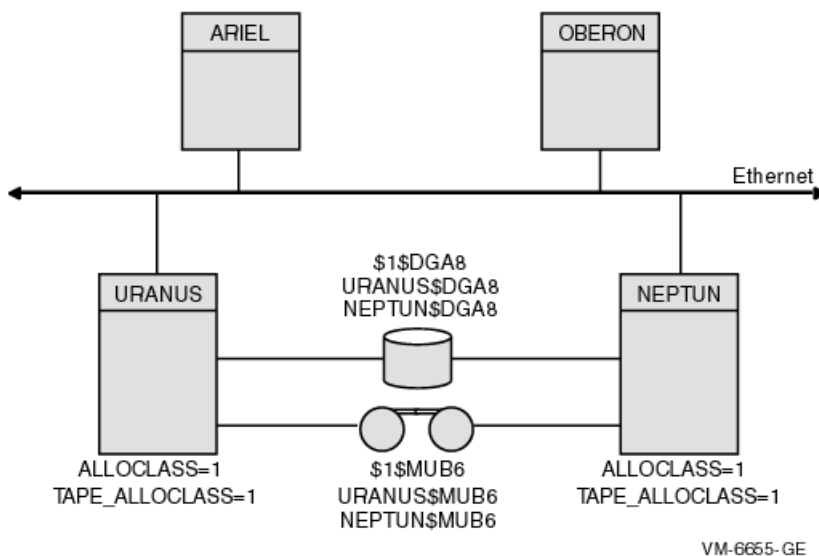 ARIEL
OBERON
Ethernet
URANUS
$1$DGA8
URANUS$DGA8
NEPTUN$DGA8
NEPTUN
ALLOCLASS=1
TAPE_ALLOCLASS=1
$1$MUB6
URANUS$MUB6
NEPTUN$MUB6
ALLOCLASS=1
TAPE_ALLOCLASS=1
VM-6655-GE